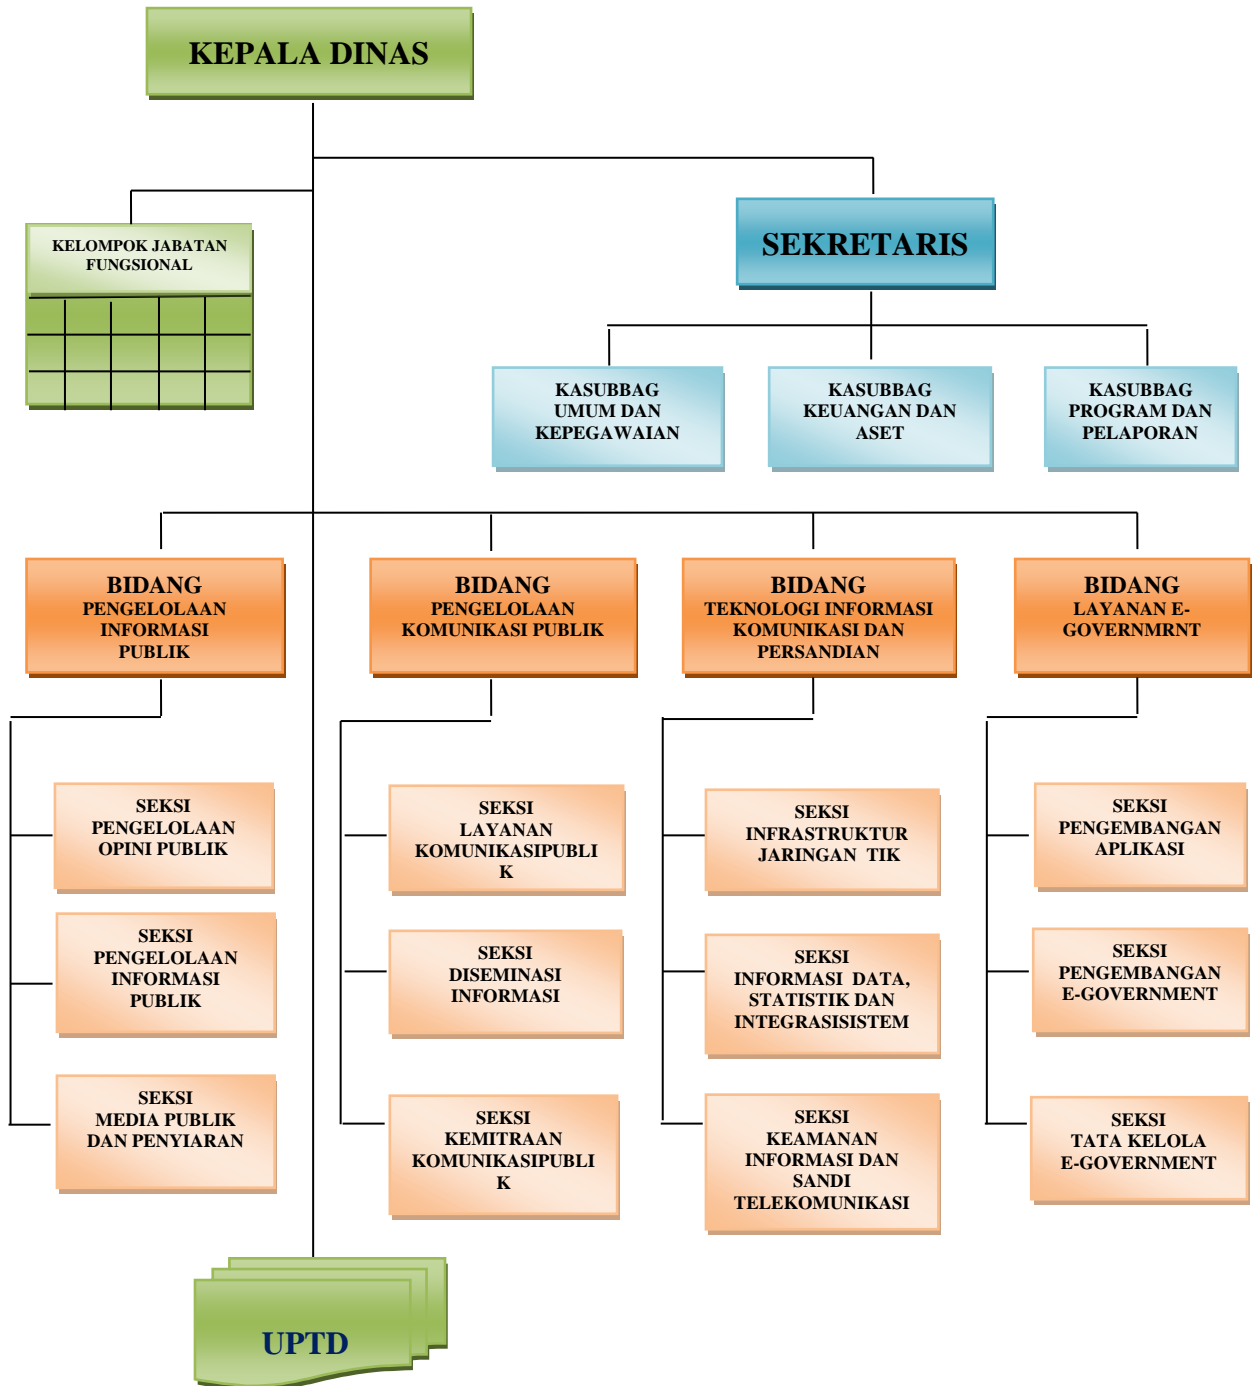 KEPALA DINAS
KELOMPOK JABATAN
FUNGSIONAL
SEKRETARIS
KASUBBAG
UMUM DAN
KEPEGAWAIAN
KASUBBAG
KEUANGAN DAN
ASET
KASUBBAG
PROGRAM DAN
PELAPORAN
BIDANG
PENGELOLAAN
INFORMASI
PUBLIK
BIDANG
PENGELOLAAN
KOMUNIKASI PUBLIK
BIDANG
TEKNOLOGI INFORMASI
KOMUNIKASI DAN
PERSANDIAN
BIDANG
LAYANAN E-
GOVERNMRNT
SEKSI
PENGELOLAAN
OPINI PUBLIK
SEKSI
PENGELOLAAN
INFORMASI
PUBLIK
SEKSI
MEDIA PUBLIK
DAN PENYIARAN
SEKSI
LAYANAN
KOMUNIKASIPUBLI
K
SEKSI
DISEMINASI
INFORMASI
SEKSI
KEMITRAAN
KOMUNIKASIPUBLI
K
SEKSI
INFRASTRUKTUR
JARINGAN TIK
SEKSI
INFORMASI DATA,
STATISTIK DAN
INTEGRASISISTEM
SEKSI
KEAMANAN
INFORMASI DAN
SANDI
TELEKOMUNIKASI
SEKSI
PENGEMBANGAN
APLIKASI
SEKSI
PENGEMBANGAN
E-GOVERNMENT
SEKSI
TATA KELOLA
E-GOVERNMENT
UPTD